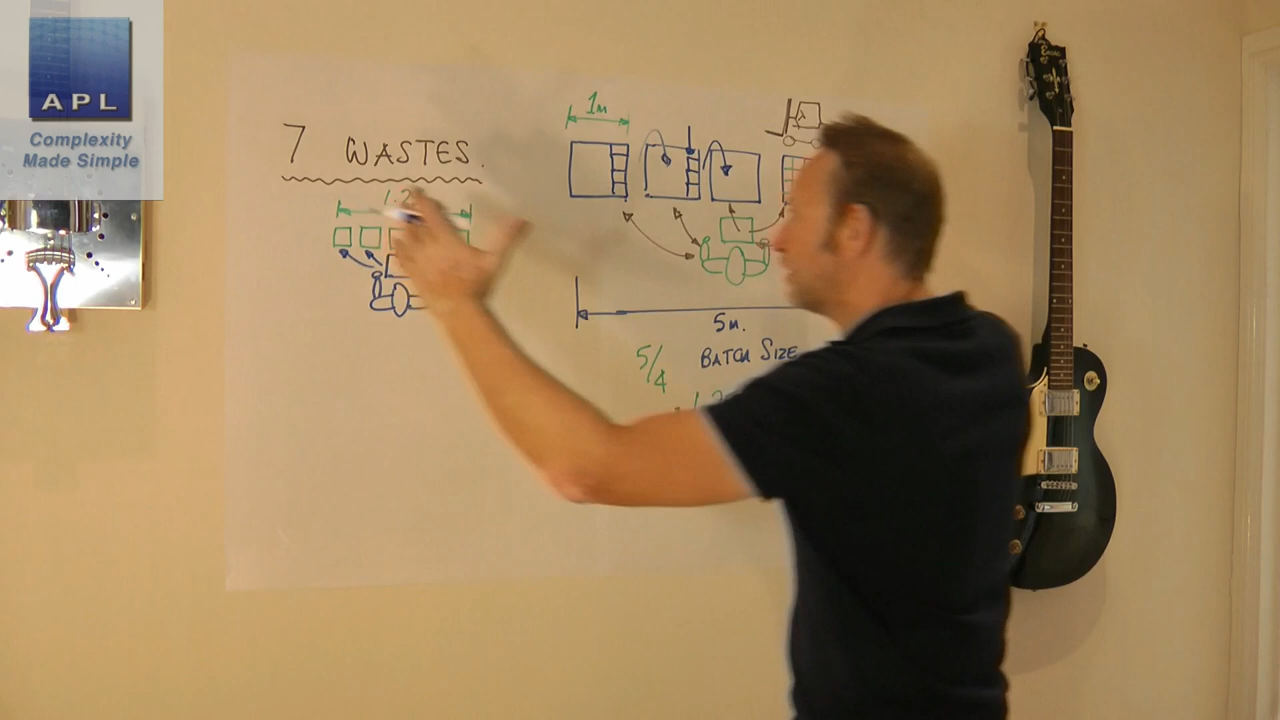 APL
Complexity
Made Simple
7 WASTES.
1m
5m.
BATCH SIZE
5/4